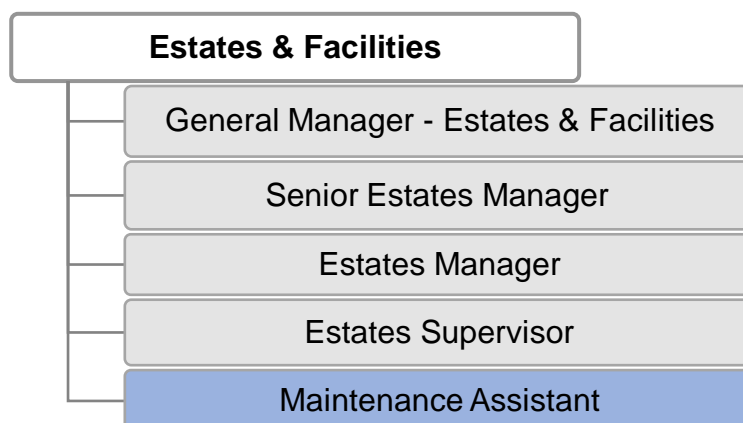 Estates & Facilities
General Manager - Estates & Facilities
Senior Estates Manager
Estates Manager
Estates Supervisor
Maintenance Assistant